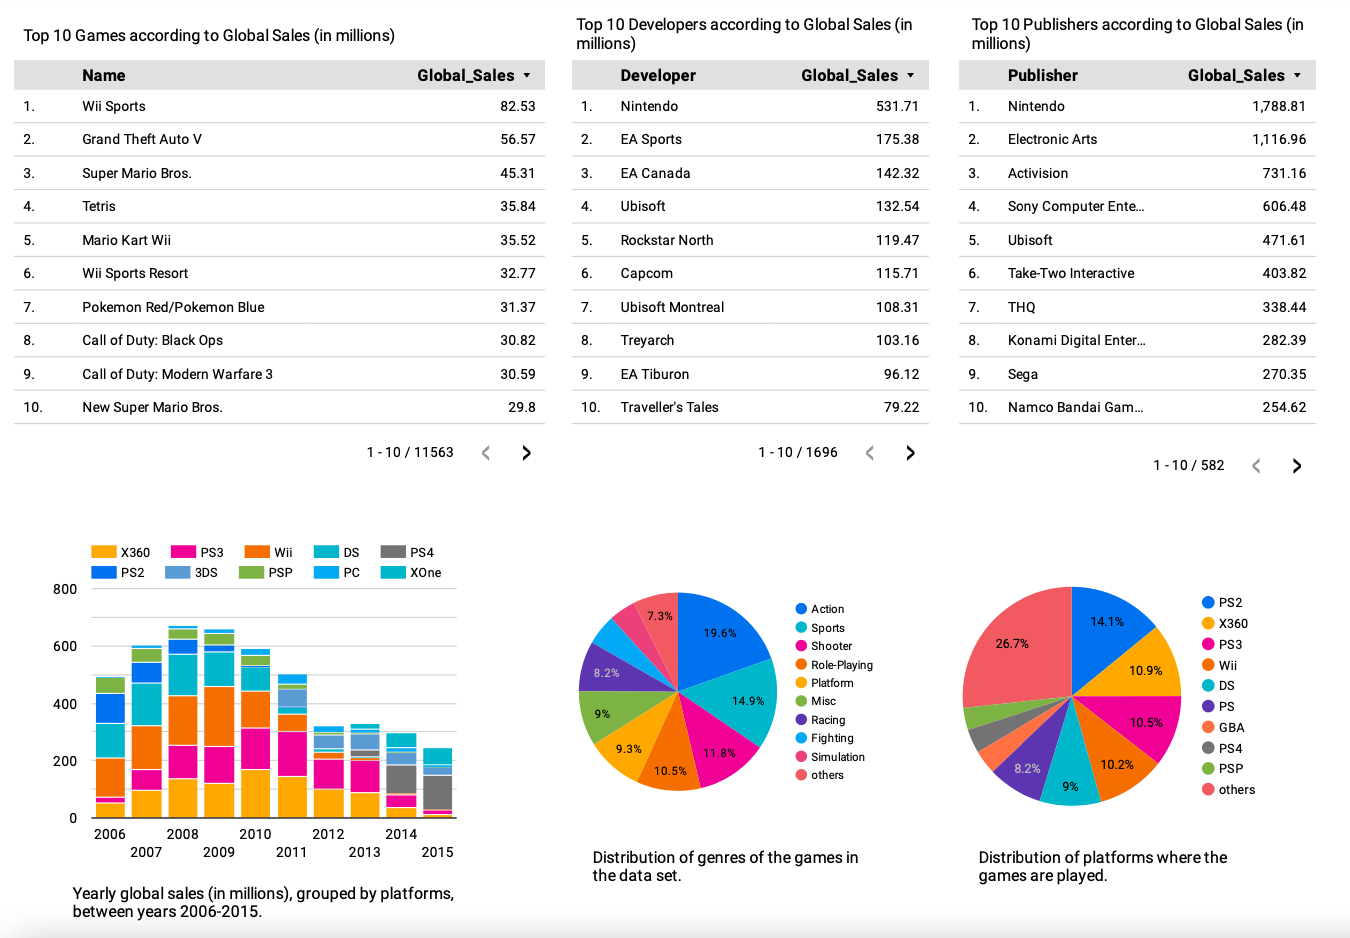 Top 10 Games according to Global Sales (in millions)
Name Global_Sales
1. Wii Sports 82.53
2. Grand Theft Auto V 56.57
3. Super Mario Bros. 45.31
4. Tetris 35.84
5. Mario Kart Wii 35.52
6. Wii Sports Resort 32.77
7. Pokemon Red/Pokemon Blue 31.37
8. Call of Duty: Black Ops 30.82
9. Call of Duty: Modern Warfare 3 30.59
10. New Super Mario Bros. 29.8
1 - 10 / 11563
Top 10 Developers according to Global Sales (in
millions)
Developer Global_Sales
1. Nintendo 531.71
2. EA Sports 175.38
3. EA Canada 142.32
4. Ubisoft 132.54
5. Rockstar North 119.47
6. Capcom 115.71
7. Ubisoft Montreal 108.31
8. Treyarch 103.16
9. EA Tiburon 96.12
10. Traveller's Tales 79.22
1 - 10 / 1696
Top 10 Publishers according to Global Sales (in
millions)
Publisher Global_Sales
1. Nintendo 1,788.81
2. Electronic Arts 1,116.96
3. Activision 731.16
4. Sony Computer Ente... 606.48
5. Ubisoft 471.61
6. Take-Two Interactive 403.82
7. THQ 338.44
8. Konami Digital Enter... 282.39
9. Sega 270.35
10. Namco Bandai Gam... 254.62
1 - 10 / 582
X360 PS3 Wii DS PS4
PS2 3DS PSP PC XOne
800
600
400
200
0
2006 2008 2010 2012 2014
2007 2009 2011 2013 2015
Yearly global sales (in millions), grouped by platforms,
between years 2006-2015.
7.3%
19.6%
8.2%
14.9%
9%
9.3%
11.8%
10.5%
Action
Sports
Shooter
Role-Playing
Platform
Misc
Racing
Fighting
Simulation
others
Distribution of genres of the games in
the data set.
14.1%
26.7%
10.9%
10.5%
10.2%
8.2%
9%
PS2
X360
PS3
Wii
DS
PS
GBA
PS4
PSP
others
Distribution of platforms where the
games are played.